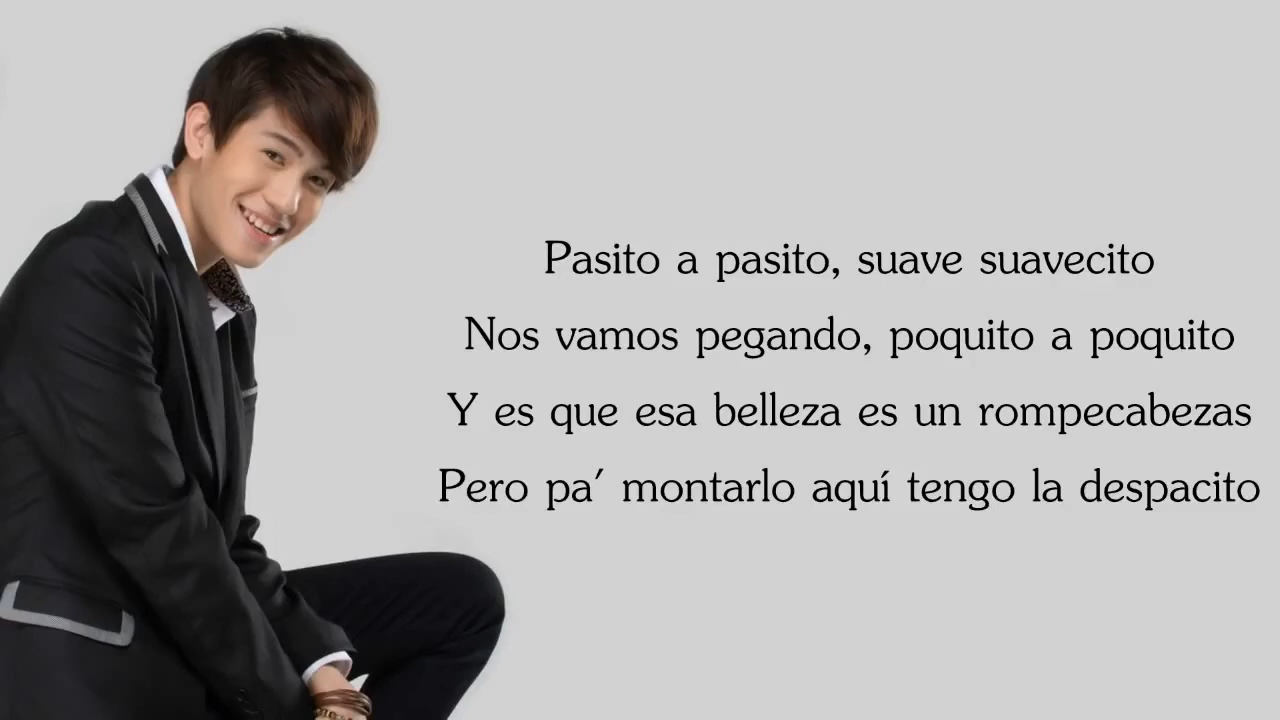 Pasito a pasito, suave suavecito
Nos vamos pegando, poquito a poquito
Y es que esa belleza es un rompecabezas
Pero pa’ montarlo aquí tengo la despacito